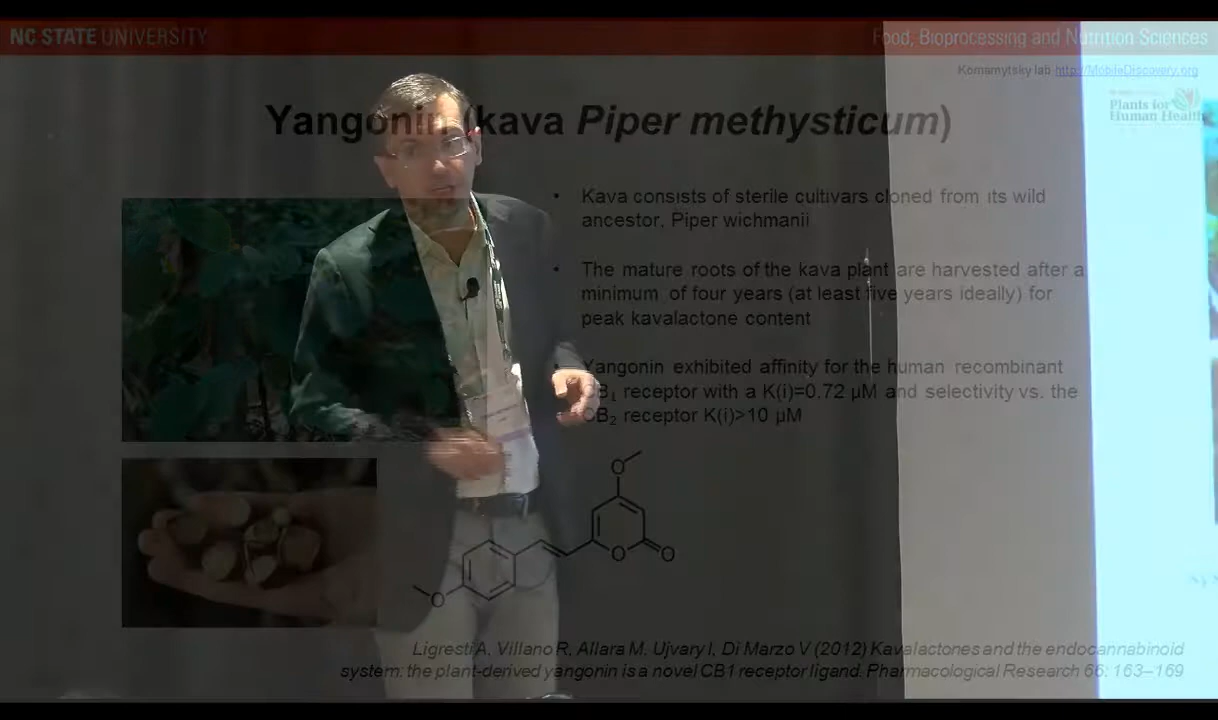 NC STATE UNIVERSITY
Food, Bioprocessing and Nutrition Sciences
Komarnytsky lab http://MobileDiscovery.org
Plants for
Human Health
Yangonin (kava Piper methysticum)
• Kava consists of sterile cultivars cloned from its wild
ancestor, Piper wichmanii
• The mature roots of the kava plant are harvested after a
minimum of four years (at least five years ideally) for
peak kavalactone content
Yangonin exhibited affinity for the human recombinant
CB₁ receptor with a K(i)=0.72 µM and selectivity vs. the
CB₂ receptor K(i)>10 µM
O
O
O
O
Ligresti A, Villano R, Allara M, Ujvary I, Di Marzo V (2012) Kavalactones and the endocannabinoid
system: the plant-derived yangonin is a novel CB1 receptor ligand. Pharmacological Research 66: 163–169